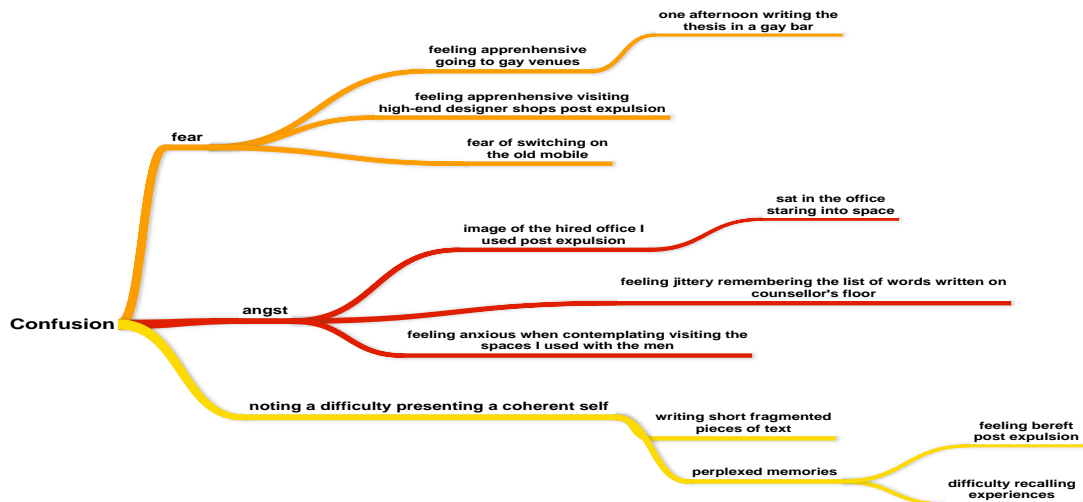 one afternoon writing the
thesis in a gay bar
feeling apprenhensive
going to gay venues
feeling apprenhensive visiting
high-end designer shops post expulsion
fear
fear of switching on
the old mobile
sat in the office
staring into space
image of the hired office I
used post expulsion
feeling jittery remembering the list of words written on
counsellor's floor
angst
Confusion
feeling anxious when contemplating visiting the
spaces I used with the men
noting a difficulty presenting a coherent self
writing short fragmented
pieces of text
feeling bereft
post expulsion
perplexed memories
difficulty recalling
experiences